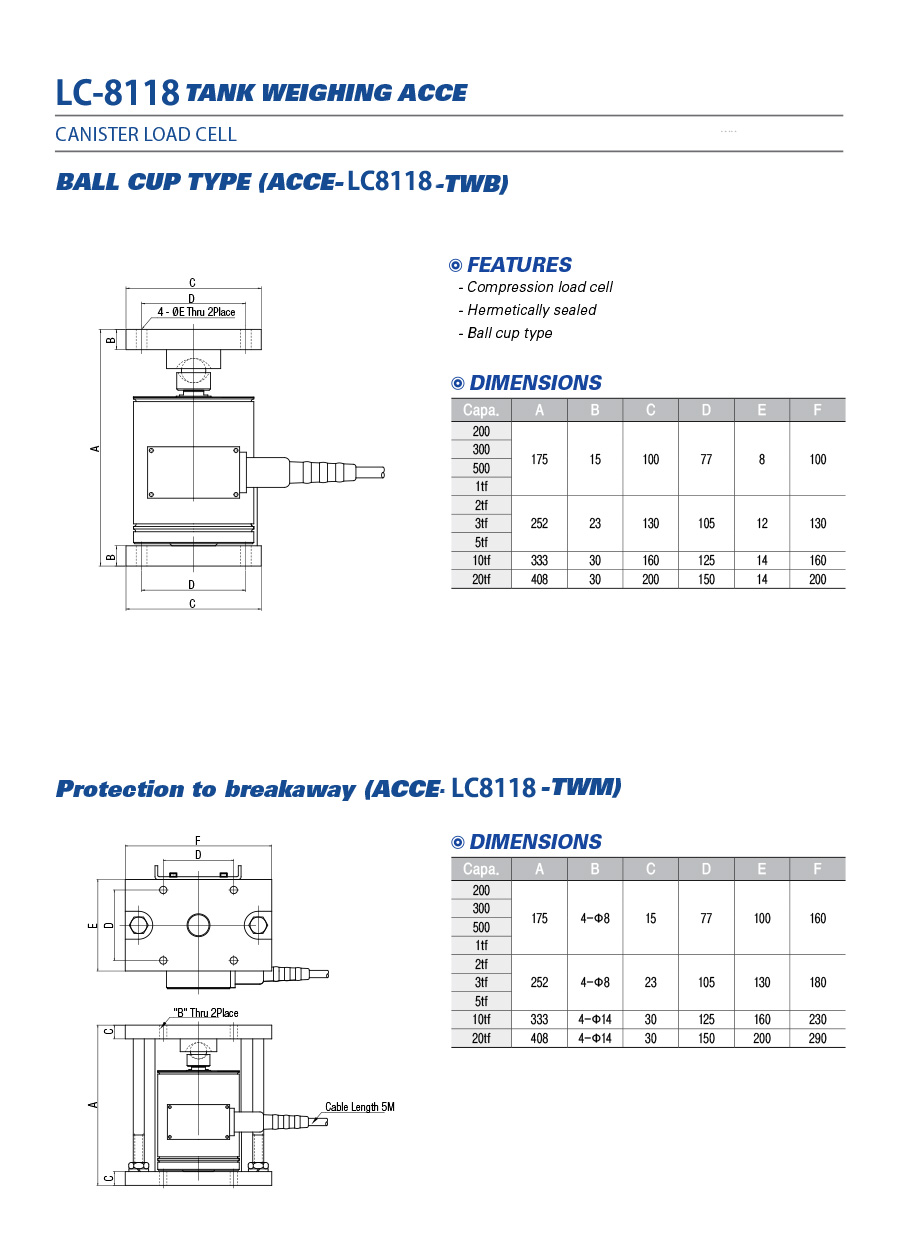 LC-8118 TANK WEIGHING ACCE
CANISTER LOAD CELL
BALL CUP TYPE (ACCE- LC8118 -TWB)
C
D
4 - ØE Thru 2Place
B
A
B
D
C
FEATURES
- Compression load cell
- Hermetically sealed
- Ball cup type
DIMENSIONS
Capa. A B C D E F
200
300
500
1tf
175 15 100 77 8 100
2tf
3tf
5tf
252 23 130 105 12 130
10tf 333 30 160 125 14 160
20tf 408 30 200 150 14 200
Protection to breakaway (ACCE- LC8118 -TWM)
F
D
E
D
"B" Thru 2Place
C
A
Cable Length 5M
C
DIMENSIONS
Capa. A B C D E F
200
300
500
1tf
175 4-Φ8 15 77 100 160
2tf
3tf
5tf
252 4-Φ8 23 105 130 180
10tf 333 4-Φ14 30 125 160 230
20tf 408 4-Φ14 30 150 200 290